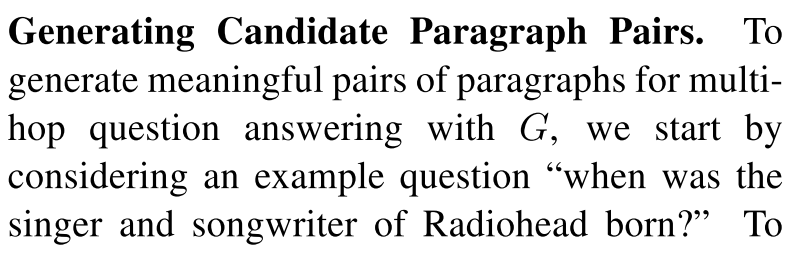 Generating Candidate Paragraph Pairs. To
generate meaningful pairs of paragraphs for multi-
hop question answering with G, we start by
considering an example question “when was the
singer and songwriter of Radiohead born?” To